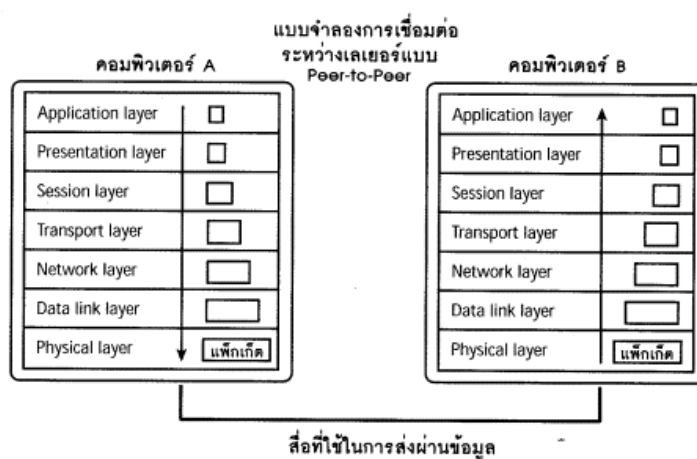 แบบจำลองการเชื่อมต่อ
ระหว่างเลเยอร์แบบ
Peer-to-Peer
คอมพิวเตอร์ A
Application layer
Presentation layer
Session layer
Transport layer
Network layer
Data link layer
Physical layer
แพ็กเก็ต
คอมพิวเตอร์ B
Application layer
Presentation layer
Session layer
Transport layer
Network layer
Data link layer
Physical layer
แพ็กเก็ต
สื่อที่ใช้ในการส่งผ่านข้อมูล